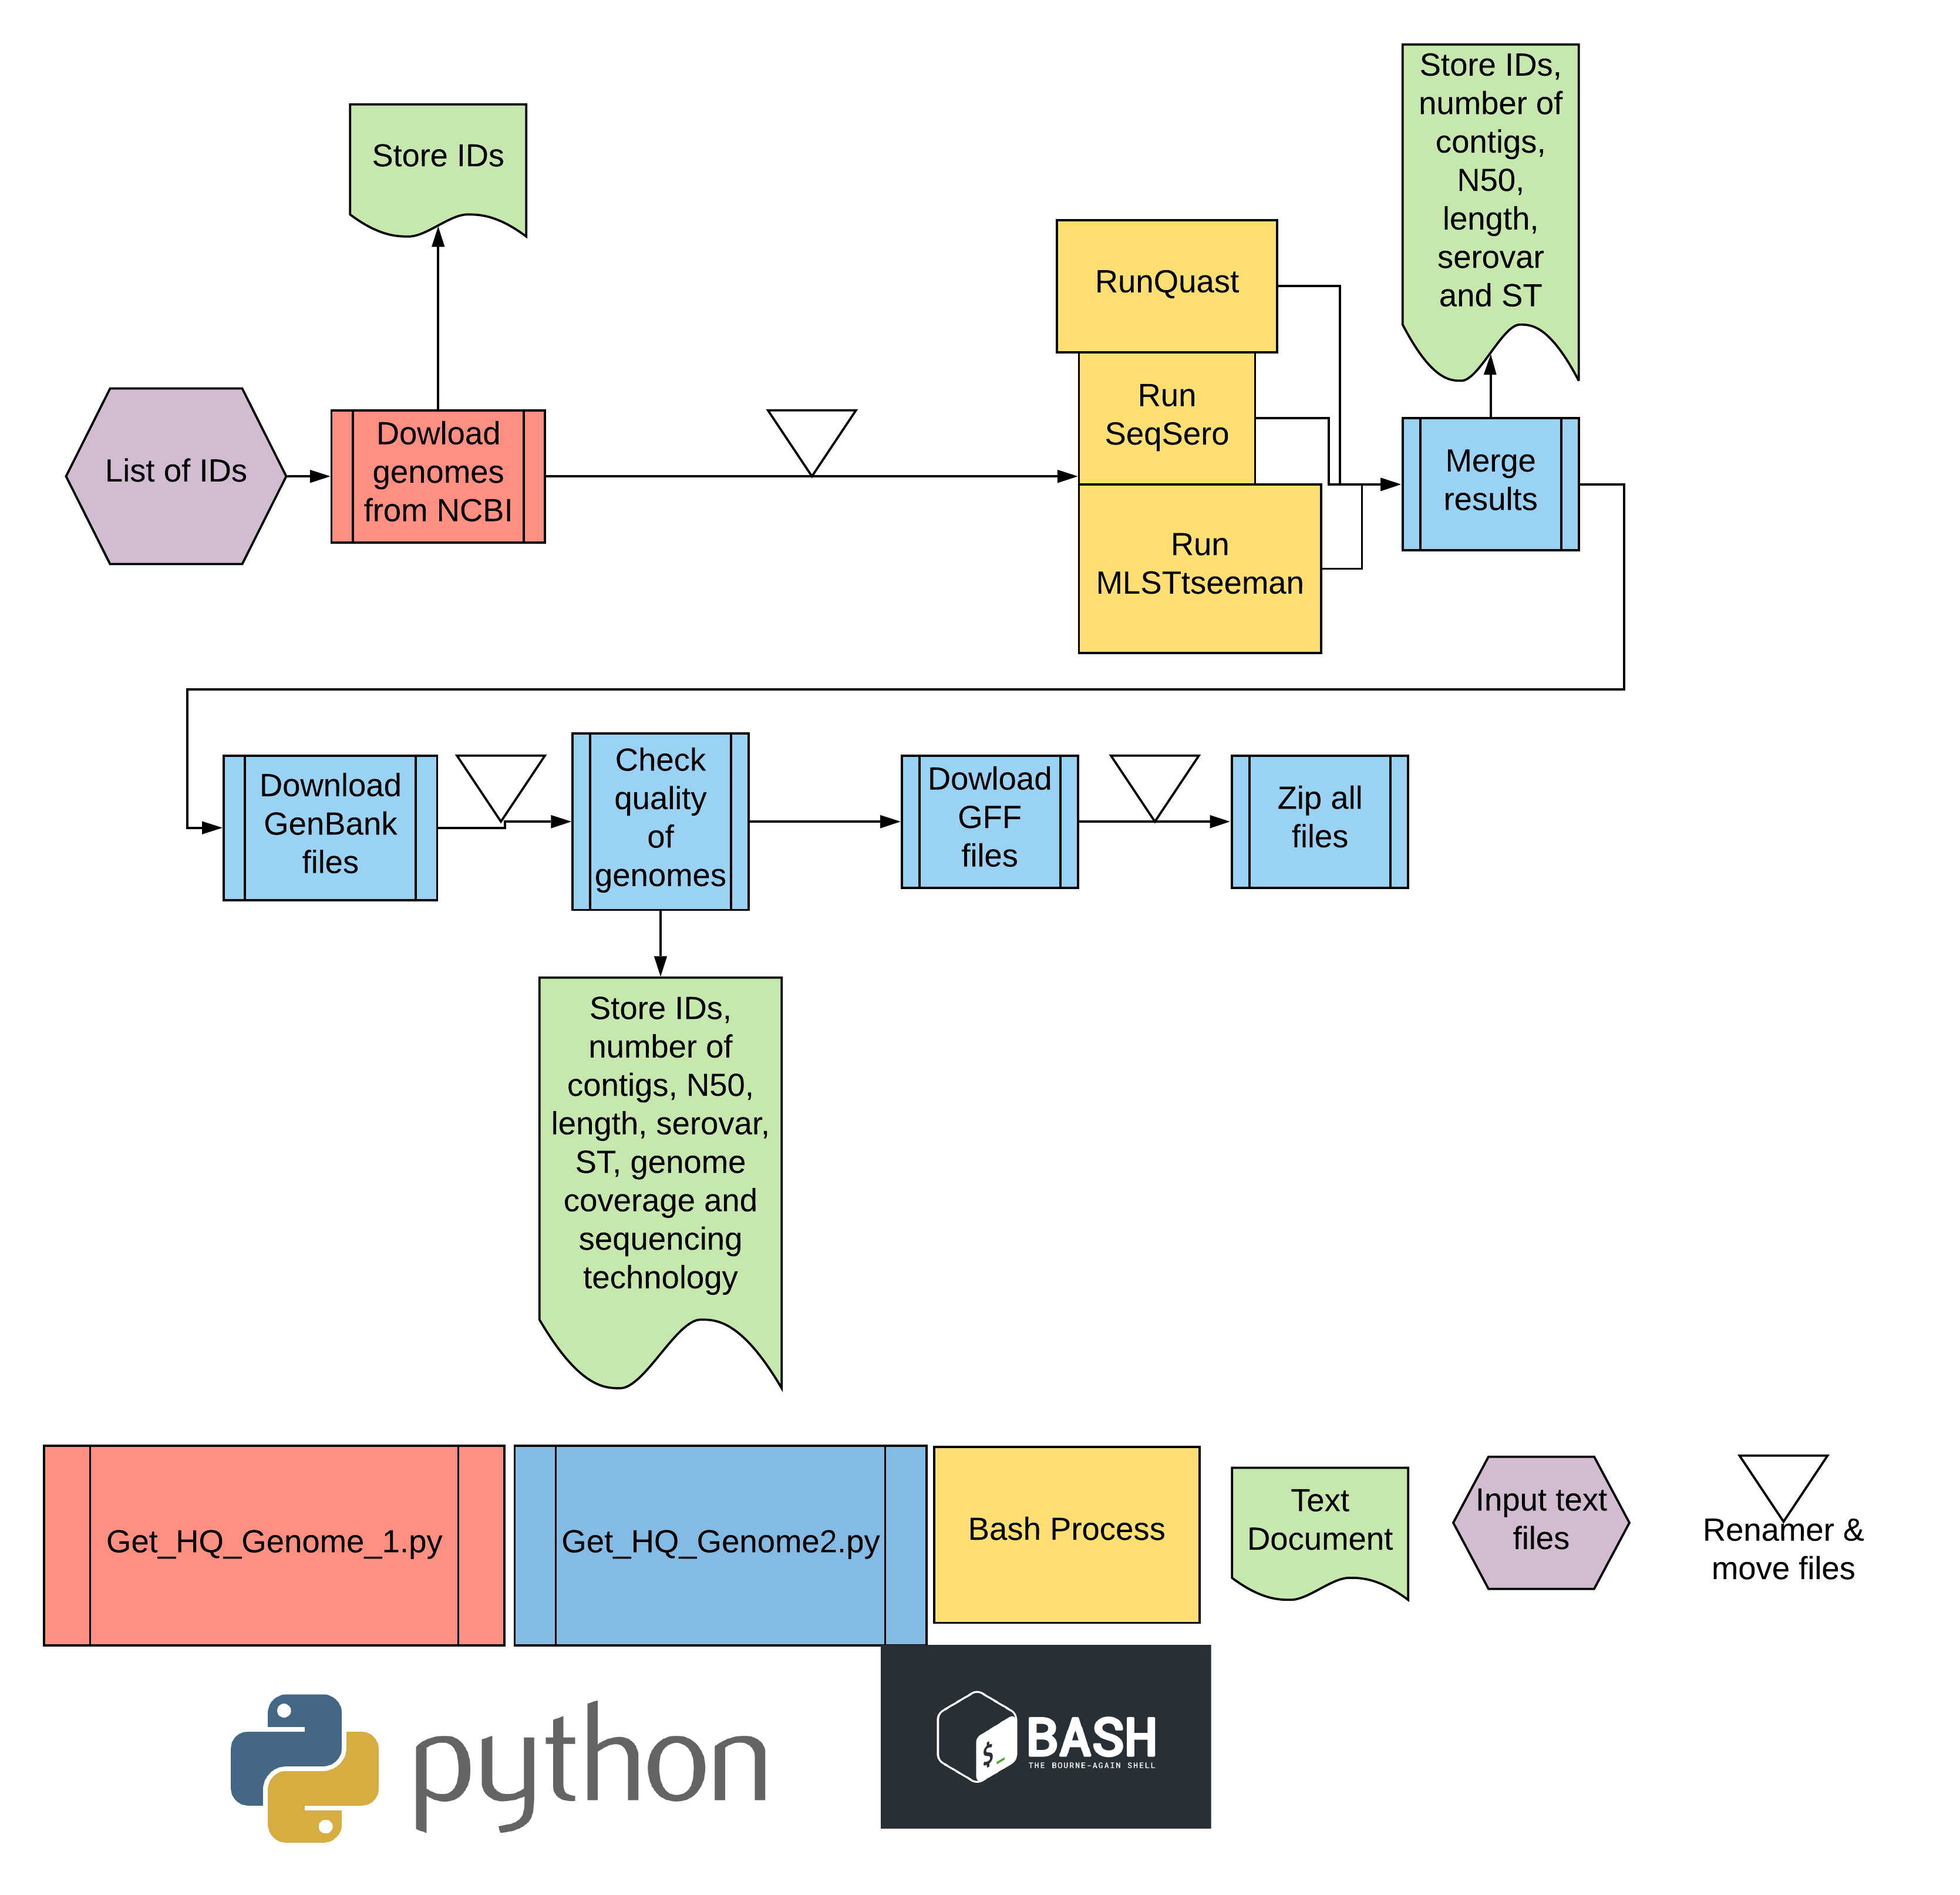 Store IDs,
number of
contigs,
N50,
length,
serovar
and ST
Store IDs
RunQuast
Run
SeqSero
Run
MLSTtseeman
List of IDs
Dowload
genomes
from NCBI
Merge
results
Download
GenBank
files
Check
quality
of
genomes
Dowload
GFF
files
Zip all
files
Store IDs,
number of
contigs, N50,
length, serovar,
ST, genome
coverage and
sequencing
technology
Get_HQ_Genome_1.py
Get_HQ_Genome2.py
Bash Process
Text
Document
Input text
files
Renamer &
move files
python
$_
BASH
THE BOURNE-AGAIN SHELL